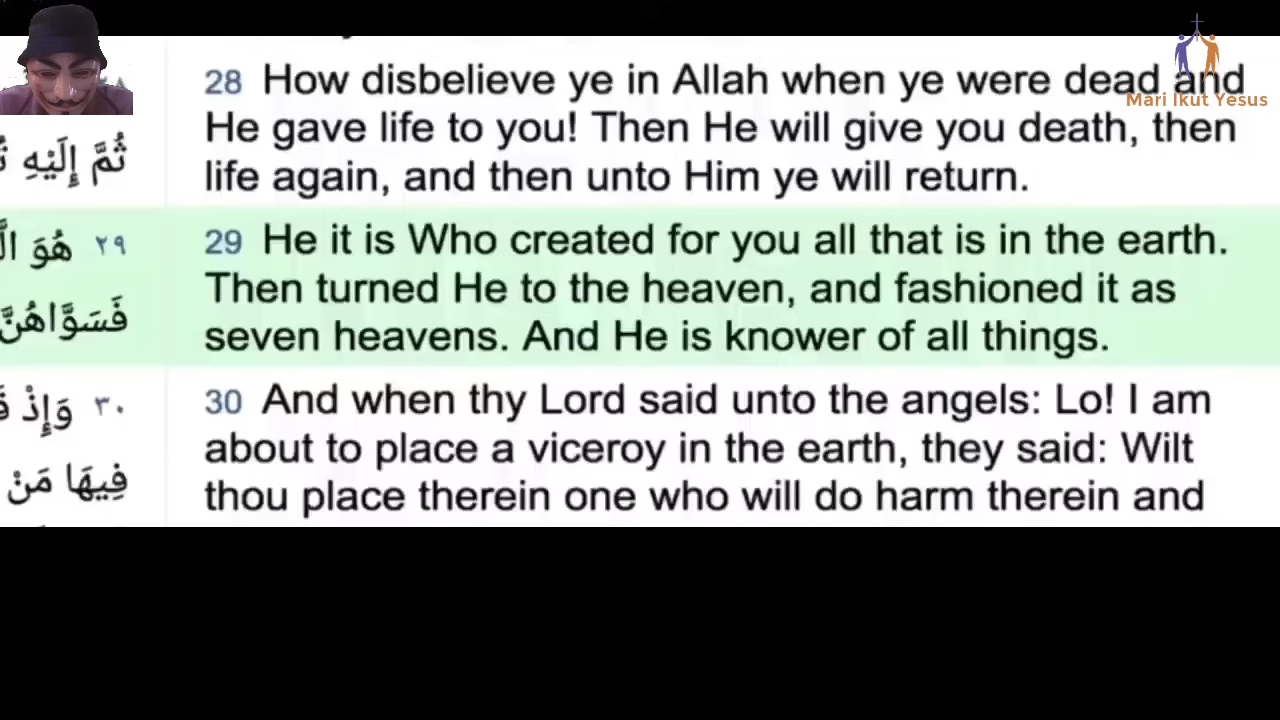 Mari Ikut Yesus
28 How disbelieve ye in Allah when ye were dead and
He gave life to you! Then He will give you death, then
ثُمَّ إِلَيْهِ
life again, and then unto Him ye will return.
٢٩ هُوَ
29 He it is Who created for you all that is in the earth.
Then turned He to the heaven, and fashioned it as
فَسَوَّاهُنَّ
seven heavens. And He is knower of all things.
٣٠ وَإِذْ
30 And when thy Lord said unto the angels: Lo! I am
about to place a viceroy in the earth, they said: Wilt
فِيهَا مَنْ
thou place therein one who will do harm therein and